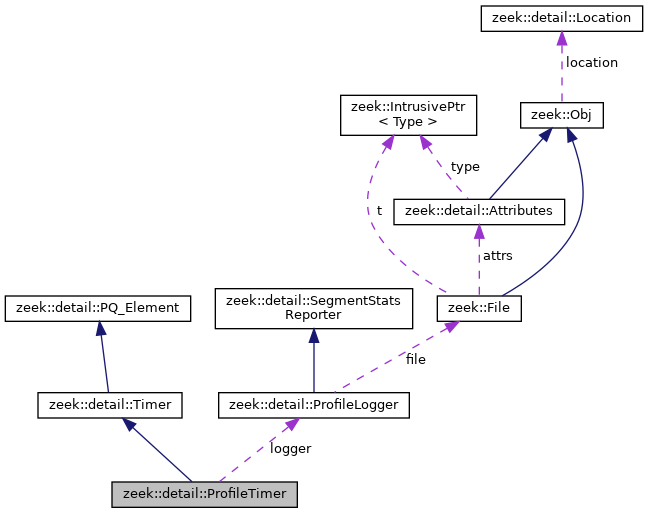 zeek::detail::Location
location
zeek::IntrusivePtr
< Type >
zeek::Obj
type
t
zeek::detail::Attributes
attrs
zeek::detail::PQ_Element
zeek::detail::SegmentStats
Reporter
zeek::File
file
zeek::detail::Timer
zeek::detail::ProfileLogger
logger
zeek::detail::ProfileTimer